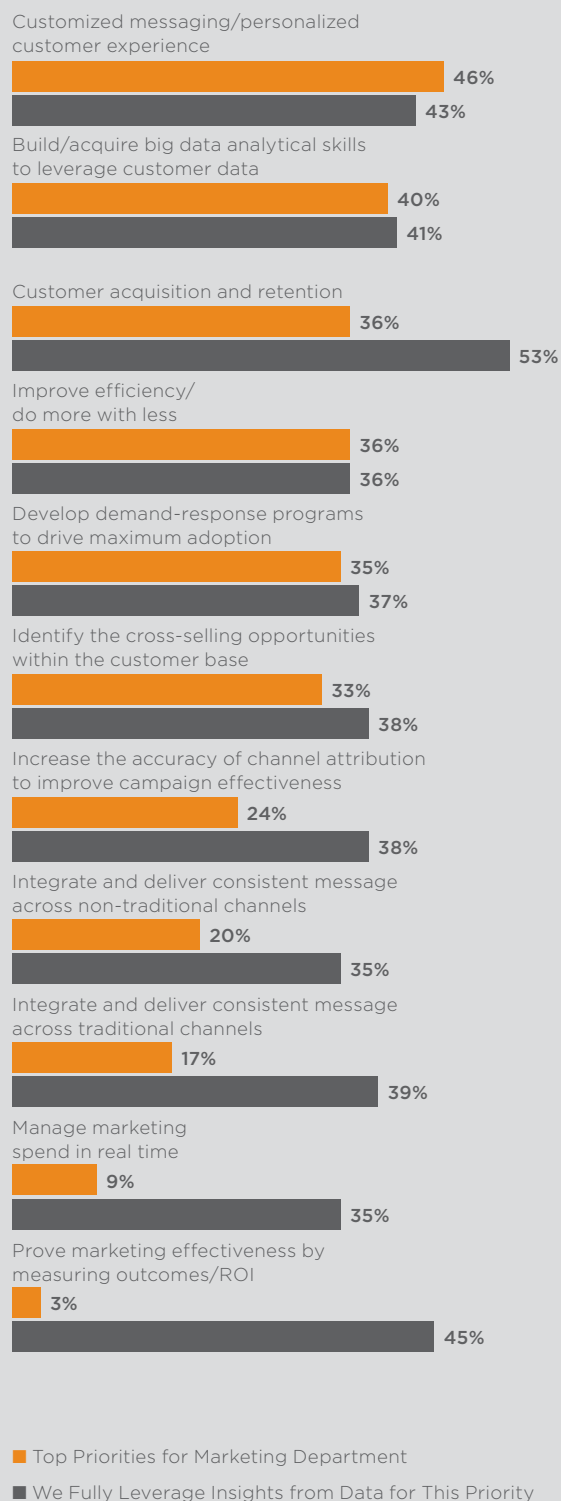 Customized messaging/personalized
customer experience
46%
43%
Build/acquire big data analytical skills
to leverage customer data
40%
41%
Customer acquisition and retention
36%
53%
Improve efficiency/
do more with less
36%
36%
Develop demand-response programs
to drive maximum adoption
35%
37%
Identify the cross-selling opportunities
within the customer base
33%
38%
Increase the accuracy of channel attribution
to improve campaign effectiveness
24%
38%
Integrate and deliver consistent message
across non-traditional channels
20%
35%
Integrate and deliver consistent message
across traditional channels
17%
39%
Manage marketing
spend in real time
9%
35%
Prove marketing effectiveness by
measuring outcomes/ROI
3%
45%
Top Priorities for Marketing Department
We Fully Leverage Insights from Data for This Priority